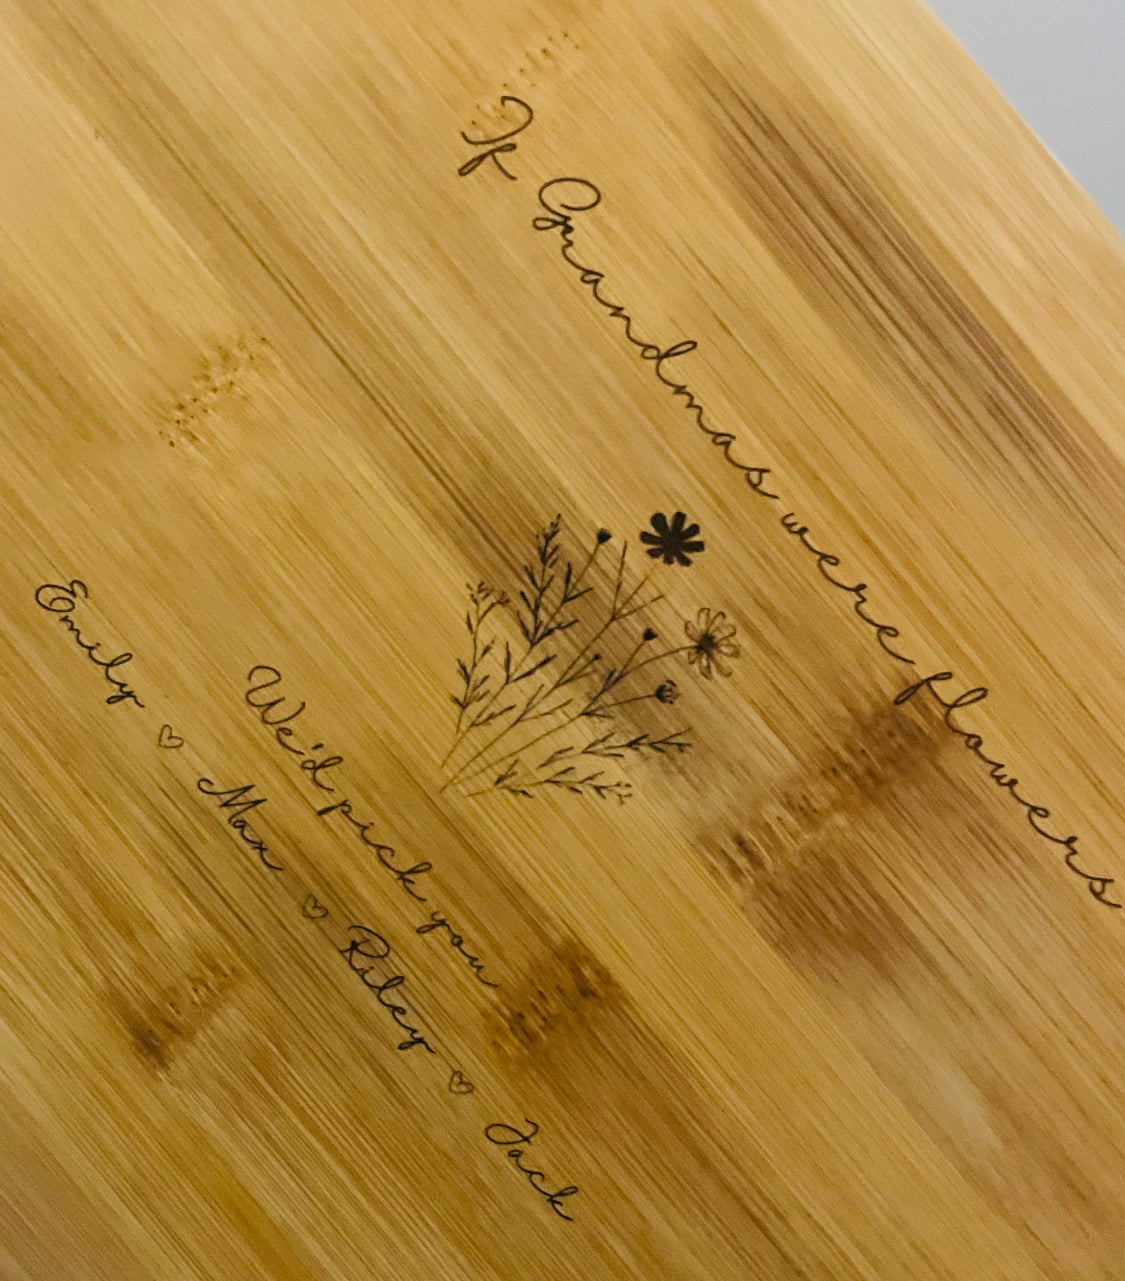 If Grandmas were flowers
We'd pick you
Emily ♡ Max ♡ Riley ♡ Jack